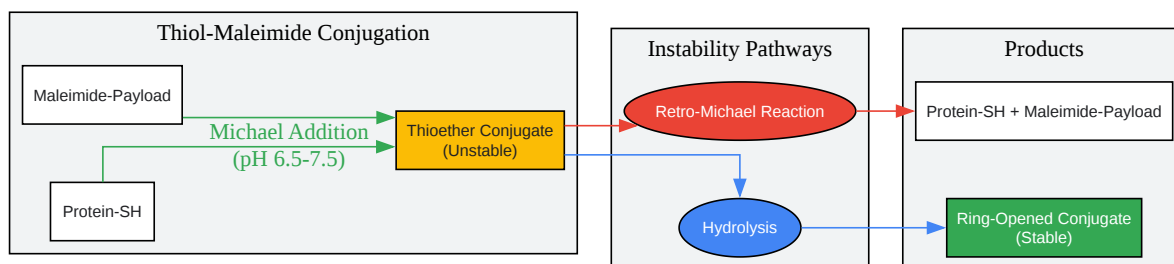 Thiol-Maleimide Conjugation
Maleimide-Payload
Protein-SH
Michael Addition
(pH 6.5-7.5)
Thioether Conjugate
(Unstable)
Instability Pathways
Retro-Michael Reaction
Hydrolysis
Products
Protein-SH + Maleimide-Payload
Ring-Opened Conjugate
(Stable)